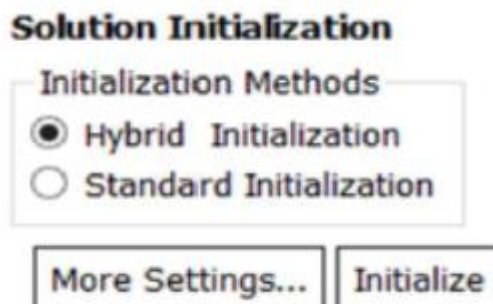 Solution Initialization
Initialization Methods
Hybrid Initialization
Standard Initialization
More Settings... Initialize